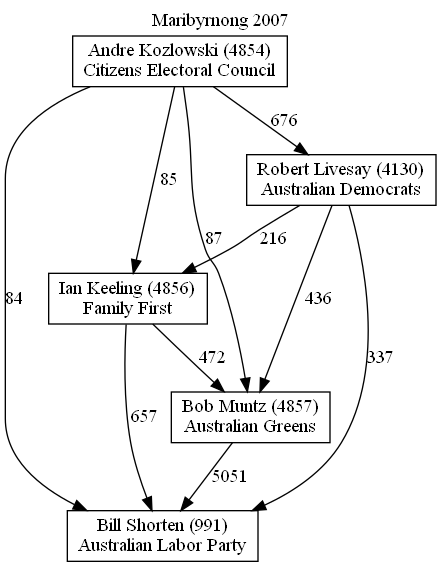 Maribyrnong 2007
Andre Kozlowski (4854)
Citizens Electoral Council
676
Robert Livesay (4130)
Australian Democrats
85
87
216
84
Ian Keeling (4856)
Family First
436
337
472
657
Bob Muntz (4857)
Australian Greens
5051
Bill Shorten (991)
Australian Labor Party